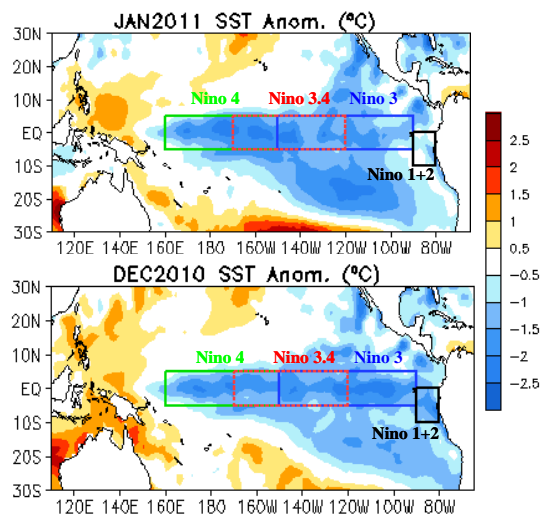 JAN2011 SST Anom. (ºC)
30N
20N
10N
EQ
10S
20S
30S
Nino 4
Nino 3.4
Nino 3
Nino 1+2
120E 140E 160E 180 160W 140W 120W 100W 80W
DEC2010 SST Anom. (ºC)
30N
20N
10N
EQ
10S
20S
30S
Nino 4
Nino 3.4
Nino 3
Nino 1+2
120E 140E 160E 180 160W 140W 120W 100W 80W
2.5
2
1.5
1
0.5
-0.5
-1
-1.5
-2
-2.5